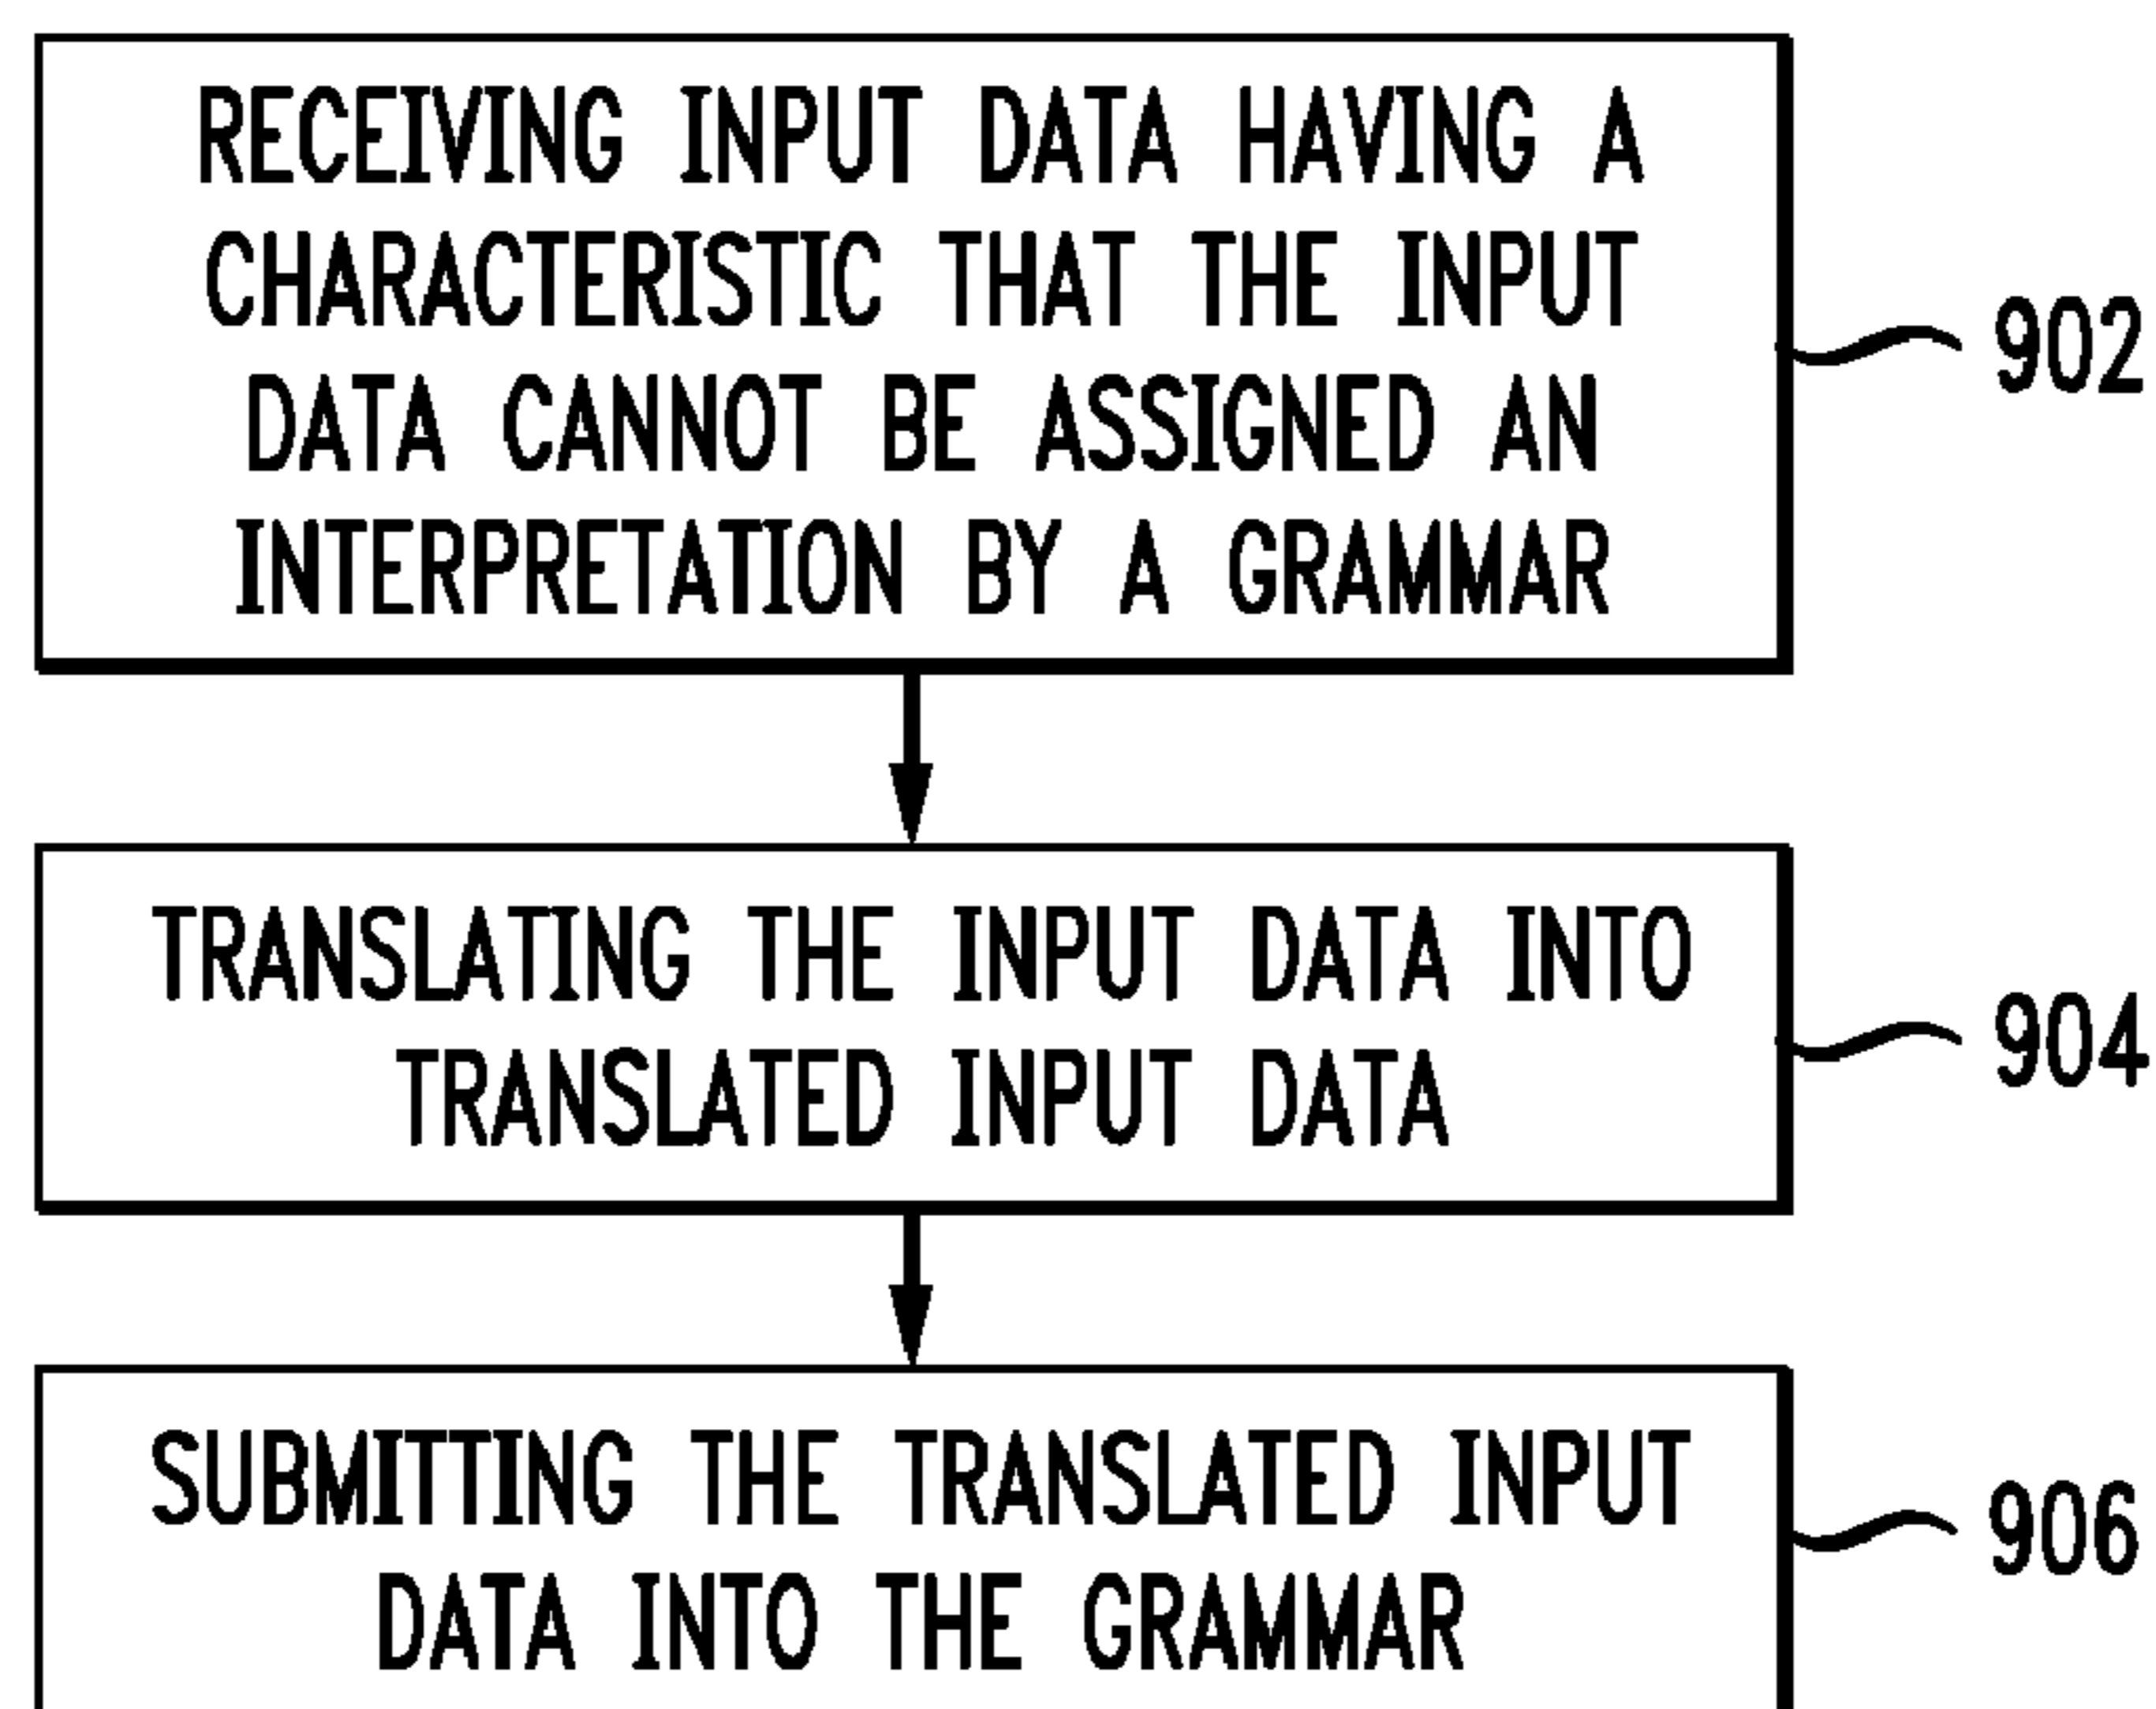 RECEIVING INPUT DATA HAVING A
CHARACTERISTIC THAT THE INPUT
DATA CANNOT BE ASSIGNED AN
INTERPRETATION BY A GRAMMAR
902
TRANSLATING THE INPUT DATA INTO
TRANSLATED INPUT DATA
904
SUBMITTING THE TRANSLATED INPUT
DATA INTO THE GRAMMAR
906